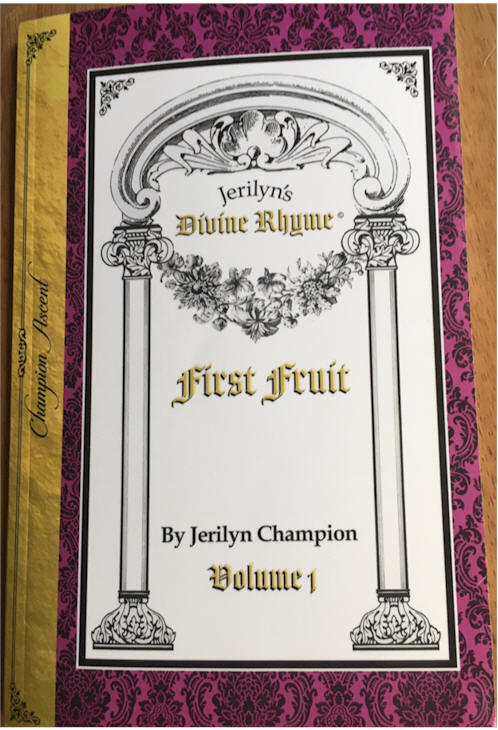 Champion Ascent
Jerilyn's
Divine Rhyme©
First Fruit
By Jerilyn Champion
Volume 1